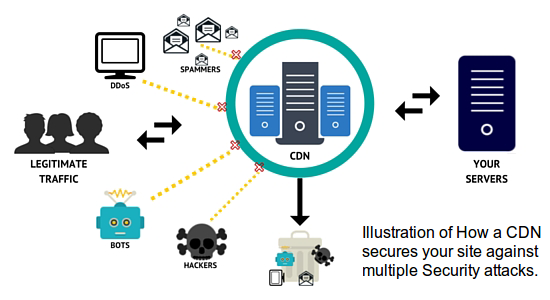 SPAMMERS
DDoS
CDN
LEGITIMATE
TRAFFIC
YOUR
SERVERS
BOTS
HACKERS
Illustration of How a CDN
secures your site against
multiple Security attacks.